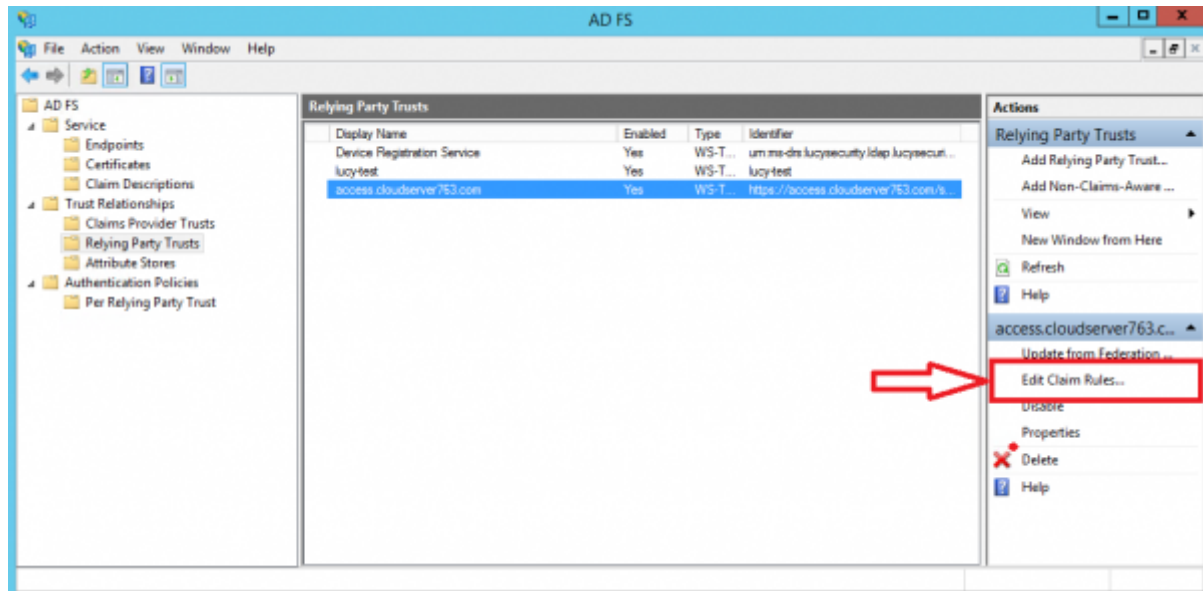 AD FS
File Action View Window Help
AD FS
Service
Endpoints
Certificates
Claim Descriptions
Trust Relationships
Claims Provider Trusts
Relying Party Trusts
Attribute Stores
Authentication Policies
Per Relying Party Trust
Relying Party Trusts
Display Name Enabled Type Identifier
Device Registration Service Yes WS-T... urn:ms-drs:lucysecurity.ldap.lucysecuri...
lucy-test Yes WS-T... lucy-test
access.cloudserver763.com Yes WS-T... https://access.cloudserver763.com/s...
Actions
Relying Party Trusts
Add Relying Party Trust...
Add Non-Claims-Aware ...
View
New Window from Here
Refresh
Help
access.cloudserver763.c...
Update from Federation ...
Edit Claim Rules...
Disable
Properties
Delete
Help